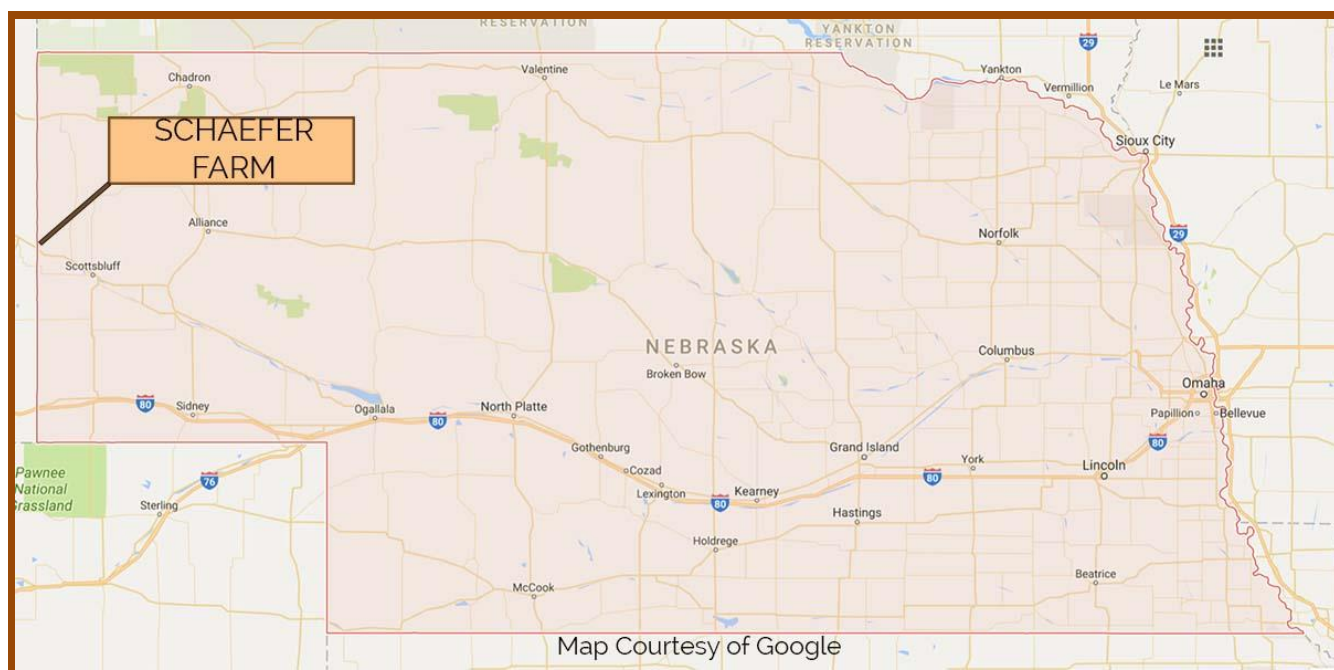 RESERVATION
YANKTON
RESERVATION
29
Chadron
Valentine
Yankton
Vermillion
Le Mars
SCHAEFER
FARM
Sioux City
Alliance
Norfolk
29
Scottsbluff
NEBRASKA
Broken Bow
Columbus
Omaha
Papillion
Bellevue
80
Sidney
Ogallala
80
North Platte
Gothenburg
Cozad
Lexington
80
Kearney
Grand Island
York
80
Lincoln
80
Pawnee
National
Grassland
76
Sterling
Hastings
Holdrege
McCook
Beatrice
Map Courtesy of Google